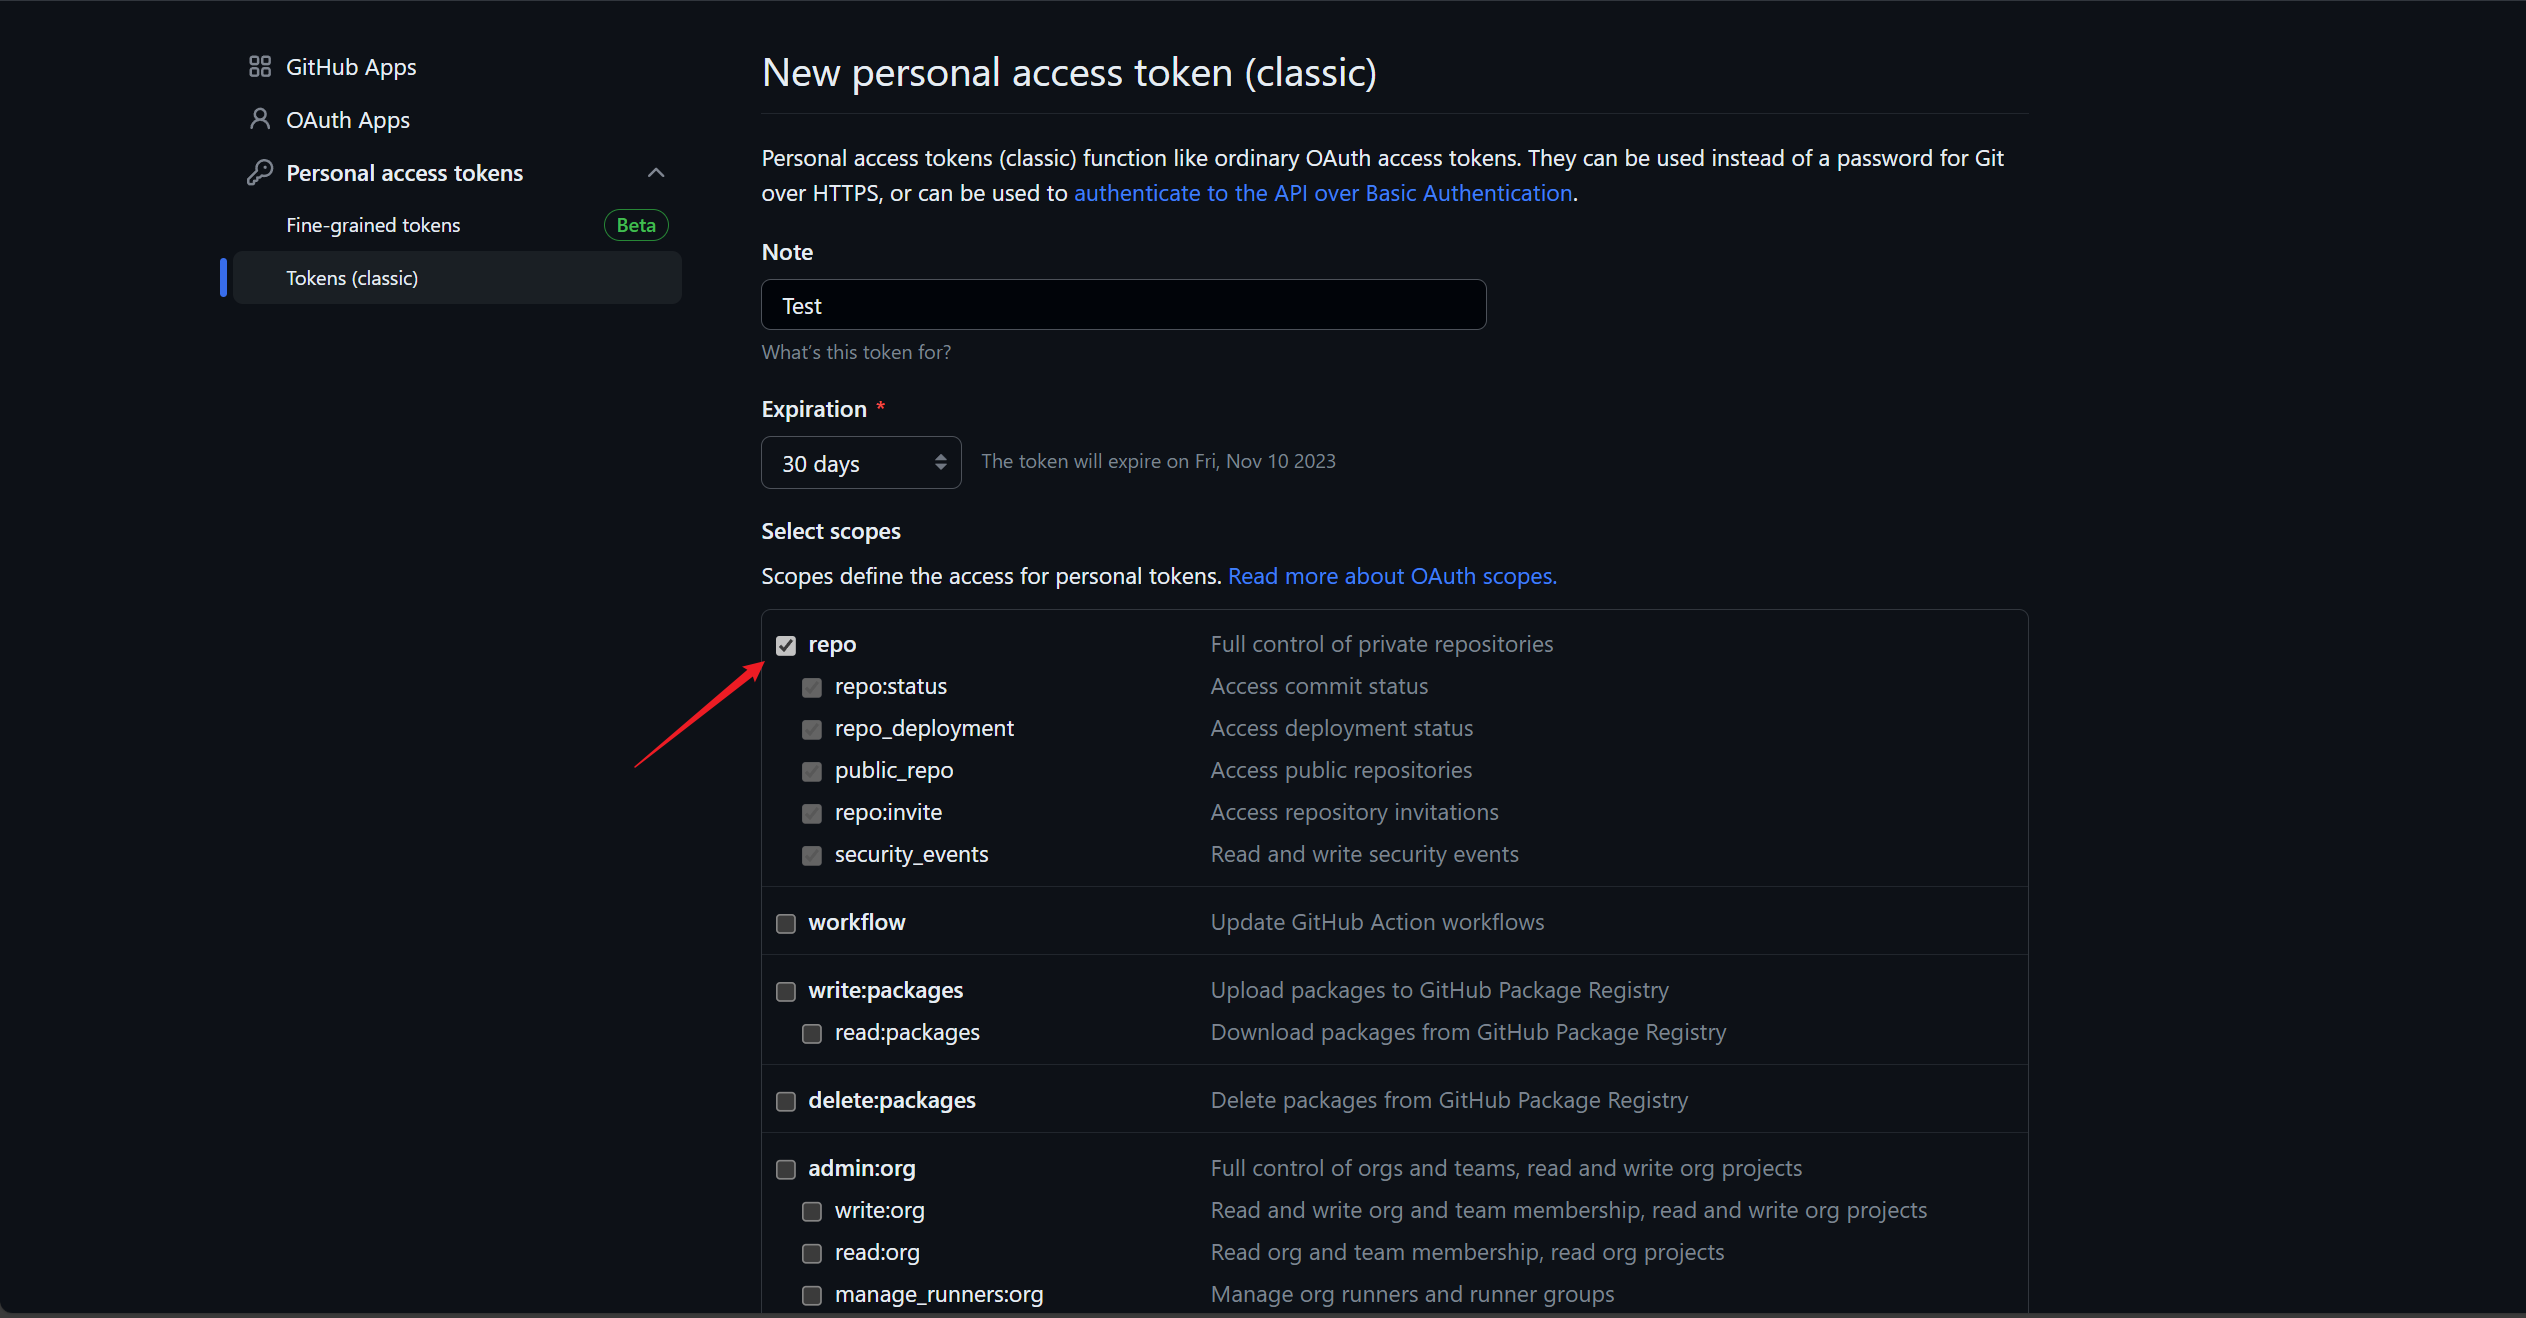 GitHub Apps
OAuth Apps
Personal access tokens
Fine-grained tokens Beta
Tokens (classic)
New personal access token (classic)
Personal access tokens (classic) function like ordinary OAuth access tokens. They can be used instead of a password for Git
over HTTPS, or can be used to authenticate to the API over Basic Authentication.
Note
Test
What's this token for?
Expiration *
30 days The token will expire on Fri, Nov 10 2023
Select scopes
Scopes define the access for personal tokens. Read more about OAuth scopes.
repo Full control of private repositories
repo:status Access commit status
repo_deployment Access deployment status
public_repo Access public repositories
repo:invite Access repository invitations
security_events Read and write security events
workflow Update GitHub Action workflows
write:packages Upload packages to GitHub Package Registry
read:packages Download packages from GitHub Package Registry
delete:packages Delete packages from GitHub Package Registry
admin:org Full control of orgs and teams, read and write org projects
write:org Read and write org and team membership, read and write org projects
read:org Read org and team membership, read org projects
manage_runners:org Manage org runners and runner groups